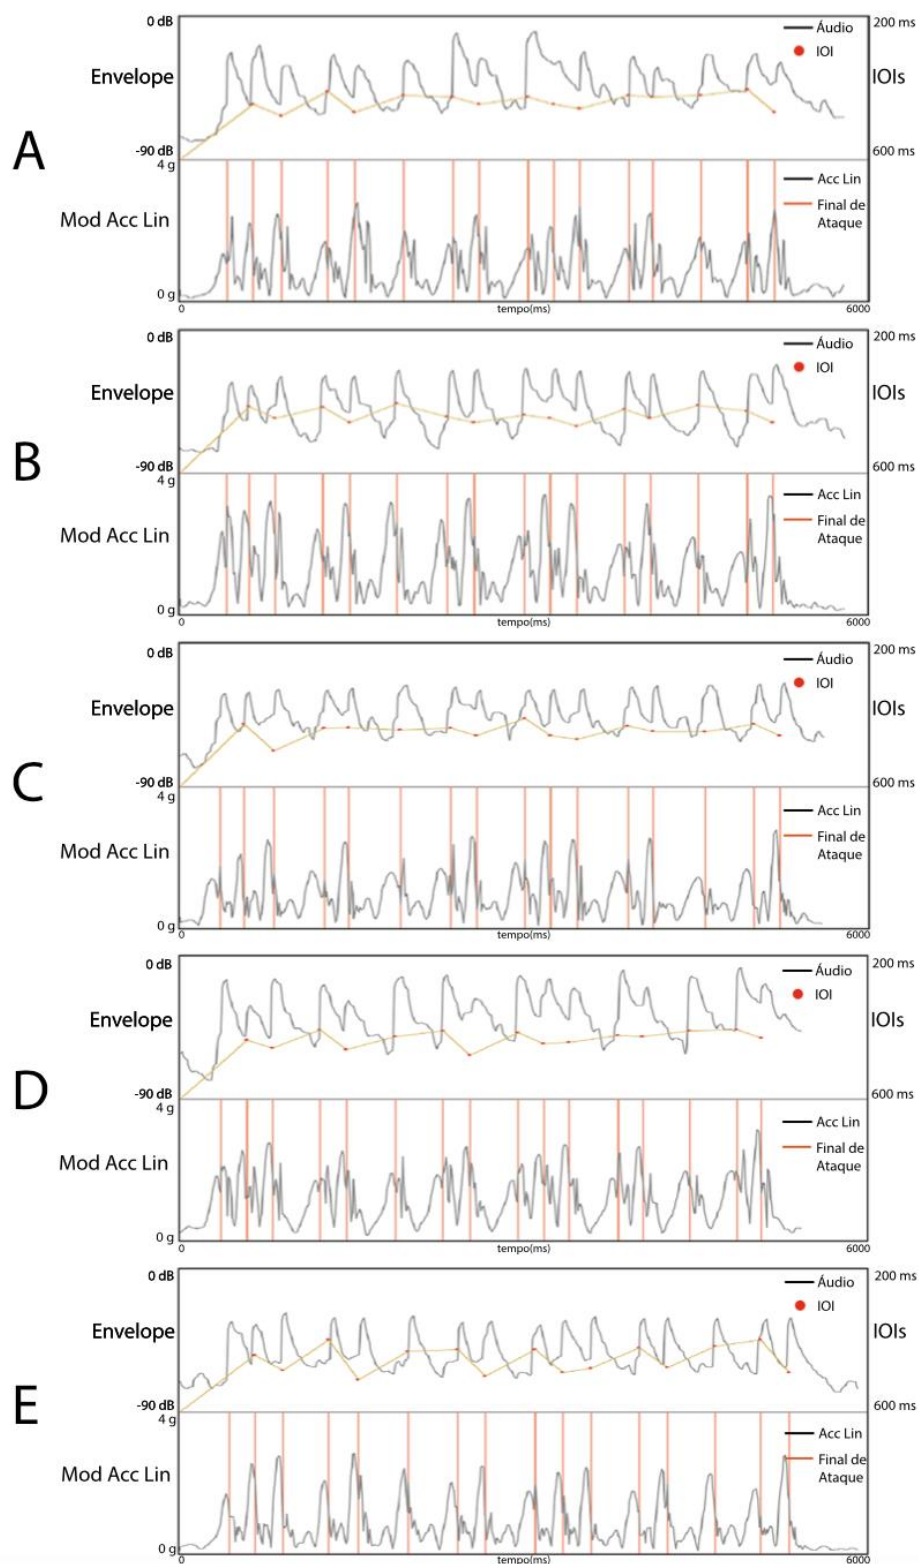 0 dB
200 ms
Áudio
IOI
Envelope
IOIs
A
-90 dB
600 ms
4 g
Acc Lin
Final de
Ataque
Mod Acc Lin
0 g
0
tempo(ms)
6000
0 dB
200 ms
Áudio
IOI
Envelope
IOIs
B
-90 dB
600 ms
4 g
Acc Lin
Final de
Ataque
Mod Acc Lin
0 g
0
tempo(ms)
6000
0 dB
200 ms
Áudio
IOI
Envelope
IOIs
C
-90 dB
600 ms
4 g
Acc Lin
Final de
Ataque
Mod Acc Lin
0 g
0
tempo(ms)
6000
0 dB
200 ms
Áudio
IOI
Envelope
IOIs
D
-90 dB
600 ms
4 g
Acc Lin
Final de
Ataque
Mod Acc Lin
0 g
0
tempo(ms)
6000
0 dB
200 ms
Áudio
IOI
Envelope
IOIs
E
-90 dB
600 ms
4 g
Acc Lin
Final de
Ataque
Mod Acc Lin
0 g
0
tempo(ms)
6000